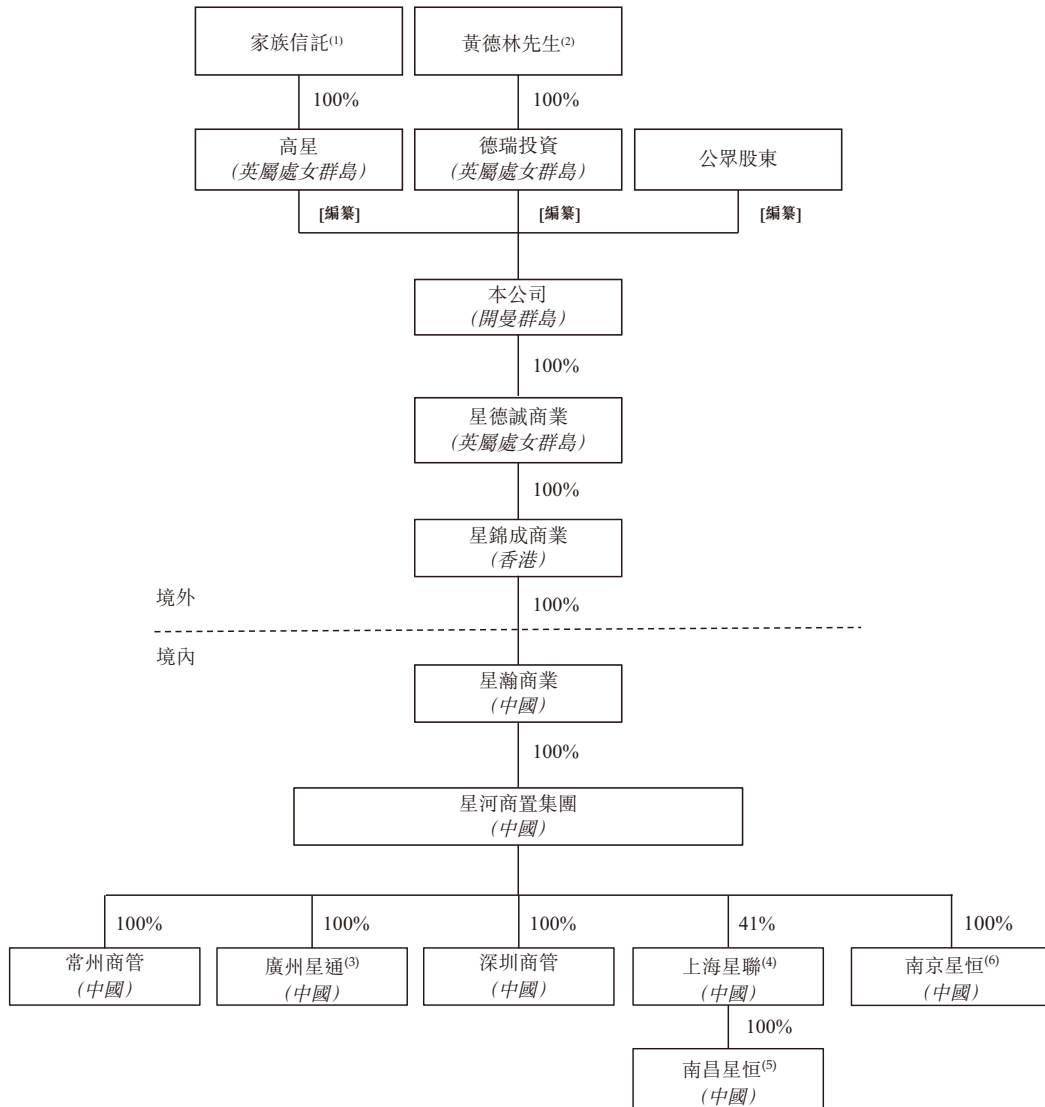 家族信託(1)
黃德林先生(2)
100%
100%
高星
(英屬處女群島)
德瑞投資
(英屬處女群島)
公眾股東
[編纂]
[編纂]
[編纂]
本公司
(開曼群島)
100%
星德誠商業
(英屬處女群島)
100%
星錦成商業
(香港)
境外
100%
境內
星瀚商業
(中國)
100%
星河商置集團
(中國)
100%
100%
100%
41%
100%
常州商管
(中國)
廣州星通(3)
(中國)
深圳商管
(中國)
上海星聯(4)
(中國)
南京星恒(6)
(中國)
100%
南昌星恒(5)
(中國)